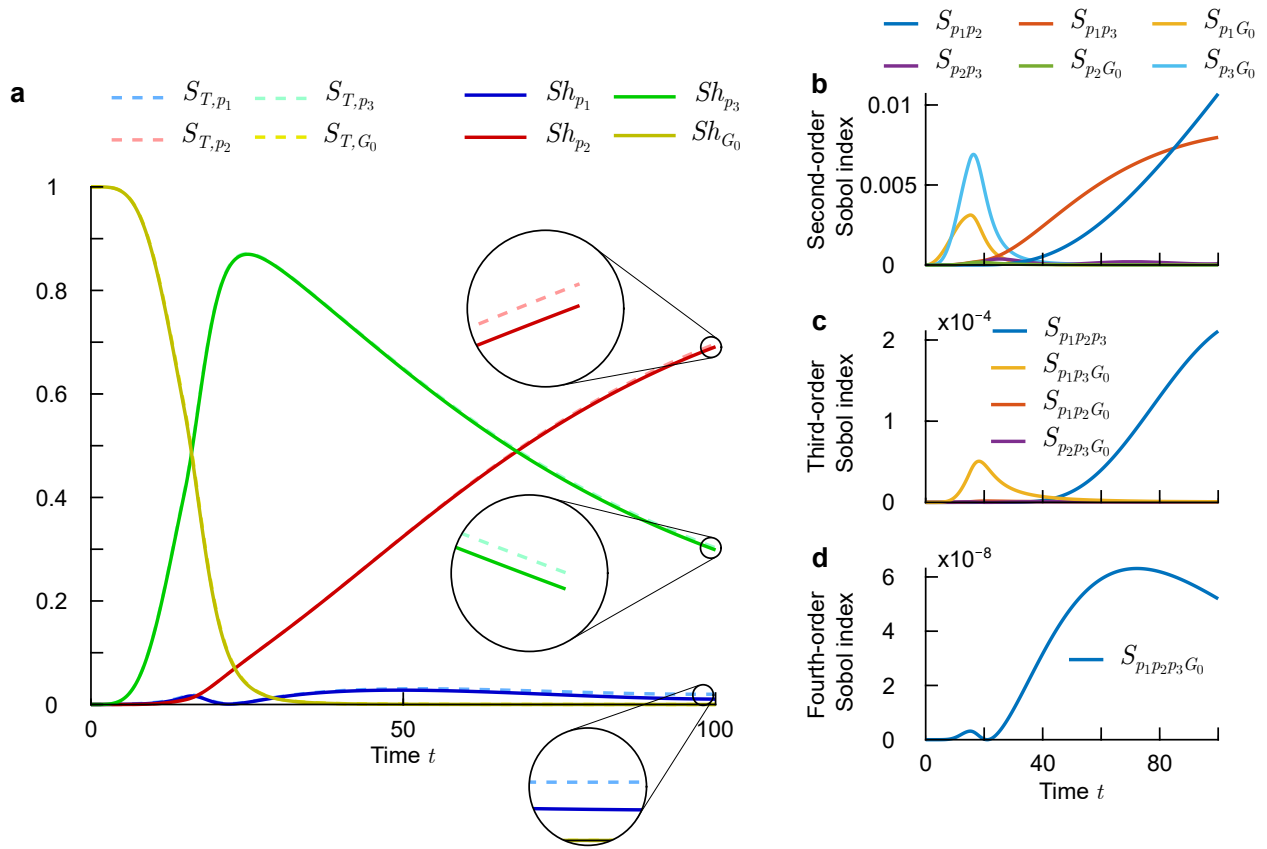 a
S_{T,p_1} S_{T,p_3} Sh_{p_1} Sh_{p_3}
S_{T,p_2} S_{T,G_0} Sh_{p_2} Sh_{G_0}
1
0.8
0.6
0.4
0.2
0
0 50 100
Time t
S_{p_1p_2} S_{p_1p_3} S_{p_1G_0}
S_{p_2p_3} S_{p_2G_0} S_{p_3G_0}
b
Second-order
Sobol index
0.01
0.005
0
c
Third-order
Sobol index
x10^{-4}
2
0
S_{p_1p_2p_3}
S_{p_1p_3G_0}
S_{p_1p_2G_0}
S_{p_2p_3G_0}
d
Fourth-order
Sobol index
x10^{-8}
6
4
2
0
S_{p_1p_2p_3G_0}
0 40 80
Time t